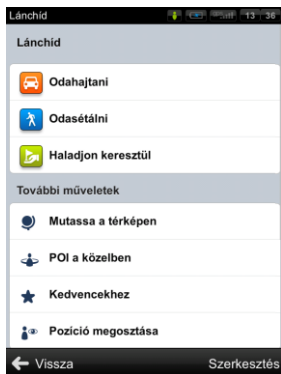 Lánchíd 13 36
Lánchíd
Odahajtani
Odasétálni
Haladjon keresztül
További műveletek
Mutassa a térképen
POI a közelben
Kedvencekhez
Pozíció megosztása
Vissza Szerkesztés